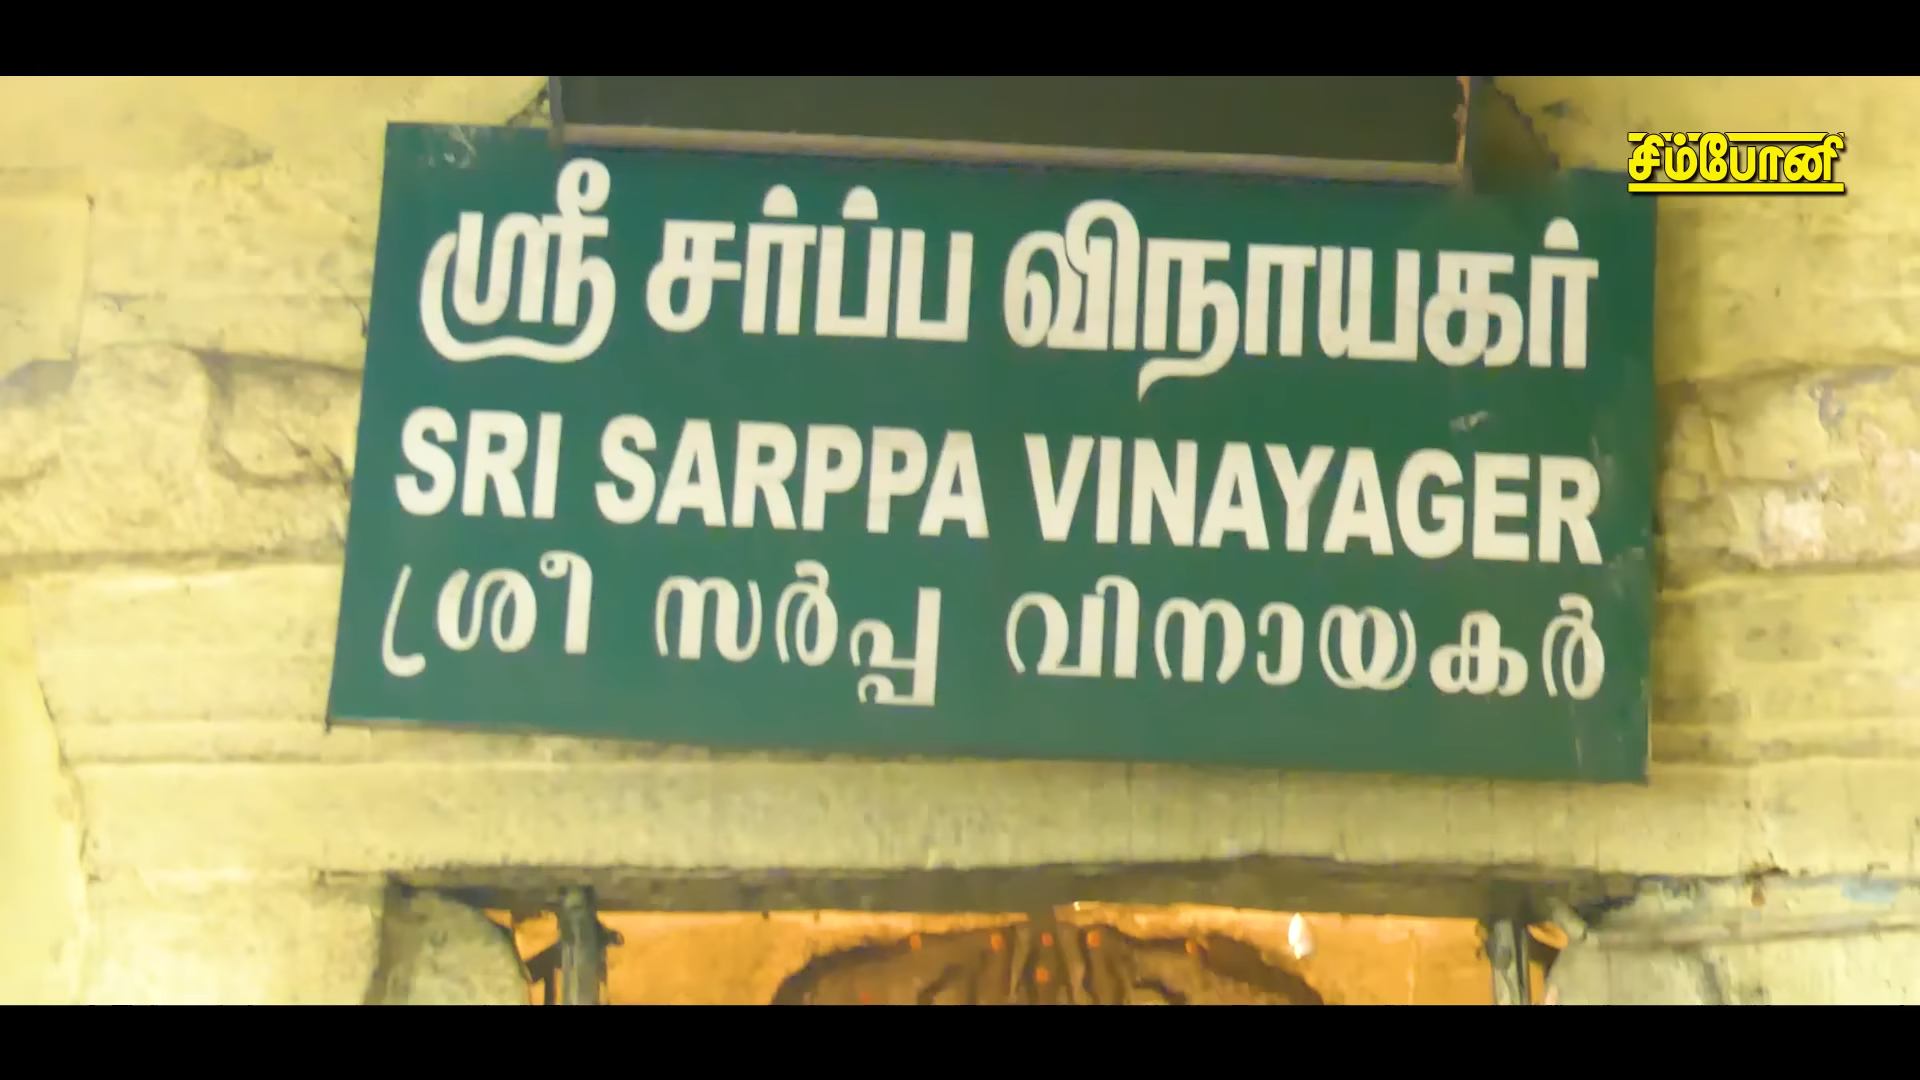 சிம்போனி
ஸ்ரீ சர்ப்ப விநாயகர்
SRI SARPPA VINAYAGER
ശ്രീ സർപ്പ വിനായകർ